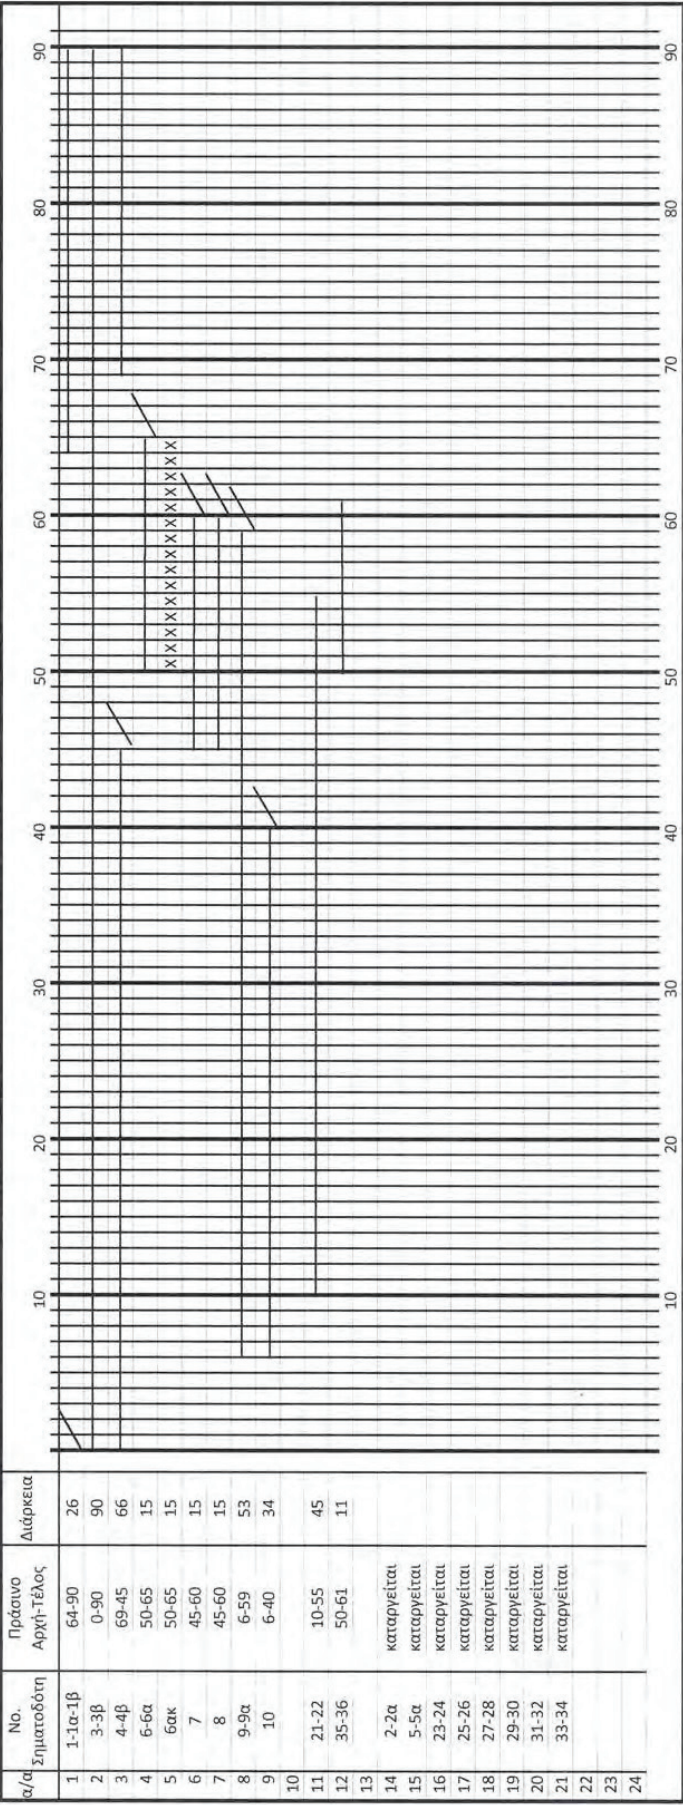 α/α No. Σηματοδότη Πράσινο Αρχή-Τέλος Διάρκεια 10 20 30 40 50 60 70 80 90
1 1-1α-1β 64-90 26
2 3-3β 0-90 90
3 4-4β 69-45 66
4 6-6α 50-65 15
5 6ακ 50-65 15 X X X X X X X X X X X X X X X
6 7 45-60 15
7 8 45-60 15
8 9-9α 6-59 53
9 10 6-40 34
10
11 21-22 10-55 45
12 35-36 50-61 11
13
14 2-2α καταργείται
15 5-5α καταργείται
16 23-24 καταργείται
17 25-26 καταργείται
18 27-28 καταργείται
19 29-30 καταργείται
20 31-32 καταργείται
21 33-34 καταργείται
22
23
24
10 20 30 40 50 60 70 80 90